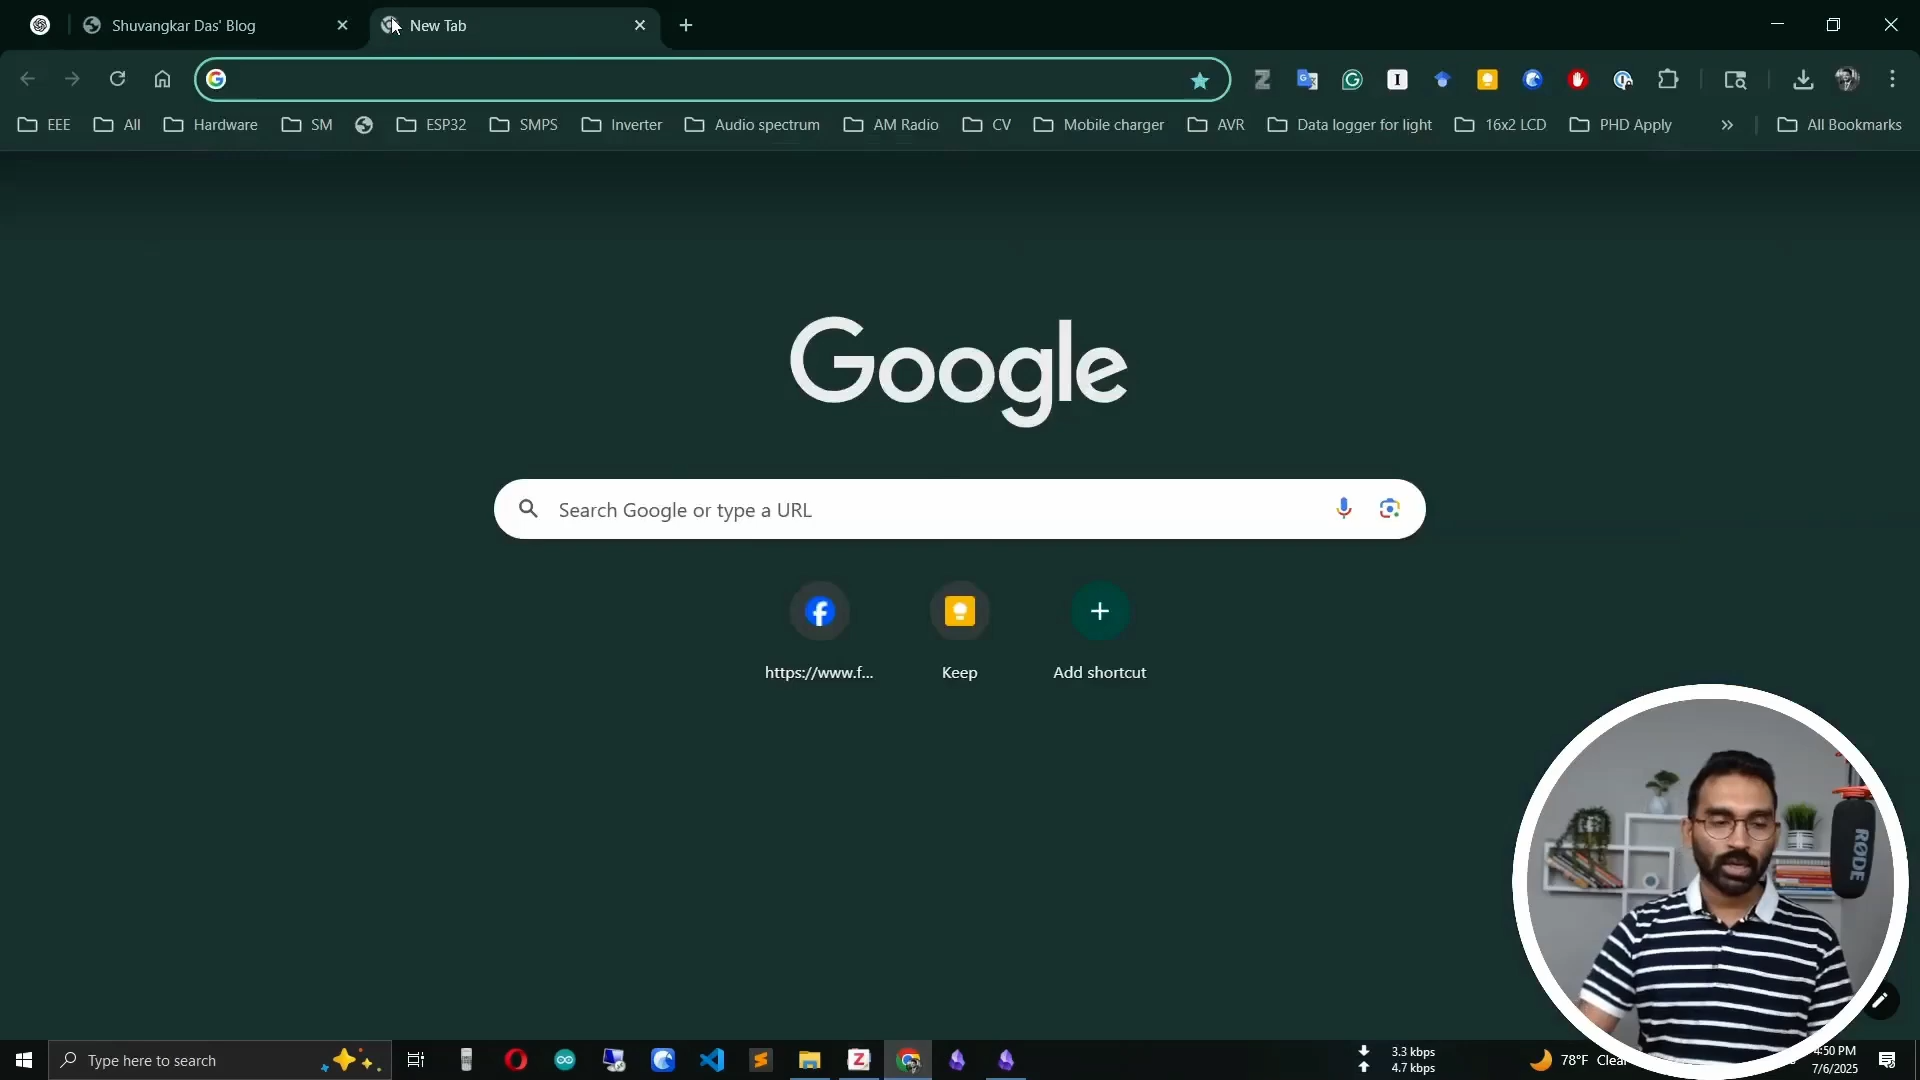 Shuvangkar Das' Blog
New Tab
EEE
All
Hardware
SM
ESP32
SMPS
Inverter
Audio spectrum
AM Radio
CV
Mobile charger
AVR
Data logger for light
16x2 LCD
PHD Apply
All Bookmarks
Google
Search Google or type a URL
https://www.f...
Keep
Add shortcut
RØDE
Type here to search
3.3 kbps
4.7 kbps
78°F Clea
4:50 PM
7/6/2025